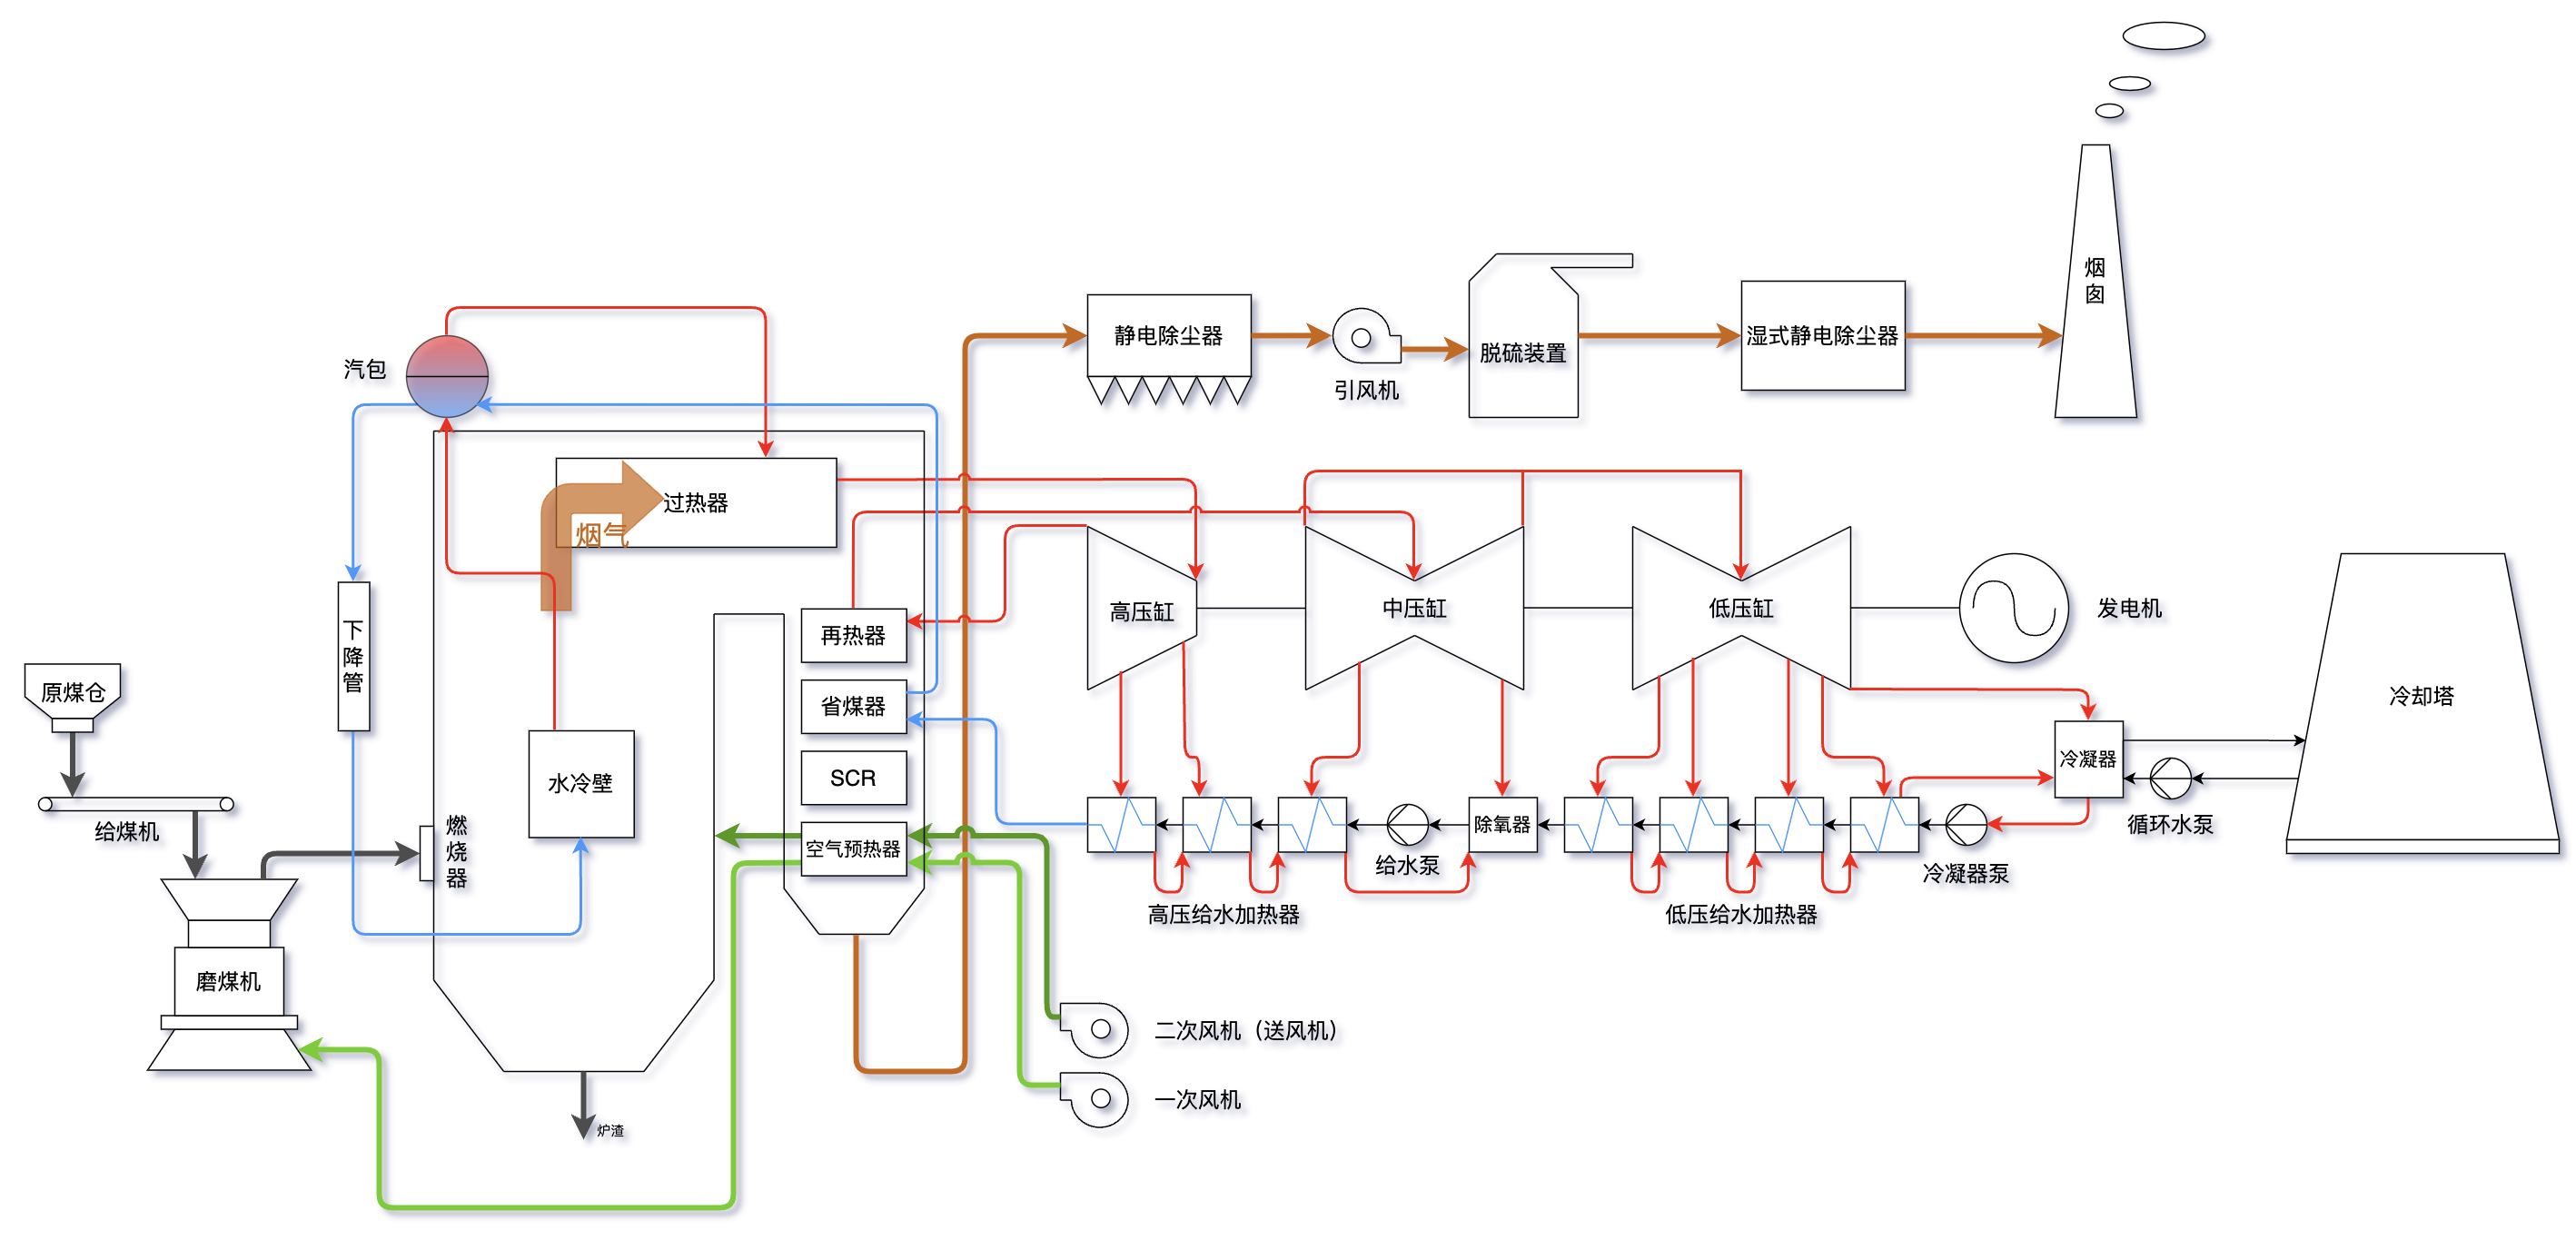 烟
囱
静电除尘器
引风机
脱硫装置
湿式静电除尘器
汽包
过热器
烟气
下
降
管
再热器
省煤器
SCR
空气预热器
水冷壁
原煤仓
给煤机
磨煤机
燃
烧
器
炉渣
高压缸
中压缸
低压缸
发电机
冷却塔
冷凝器
循环水泵
除氧器
给水泵
冷凝器泵
高压给水加热器
低压给水加热器
二次风机（送风机）
一次风机